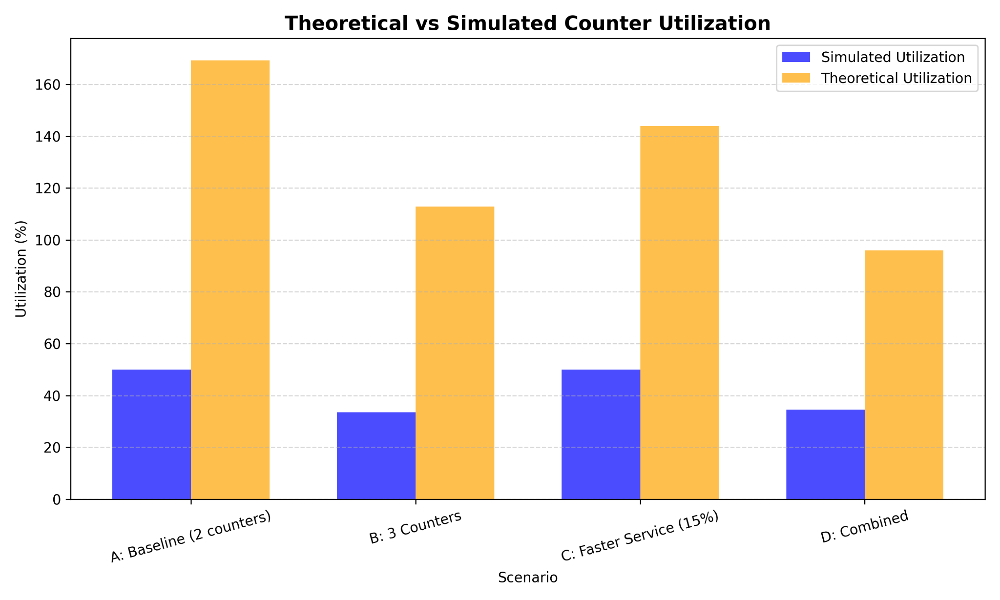 Theoretical vs Simulated Counter Utilization
Simulated Utilization
Theoretical Utilization
Utilization (%)
160
140
120
100
80
60
40
20
0
A: Baseline (2 counters)
B: 3 Counters
C: Faster Service (15%)
D: Combined
Scenario